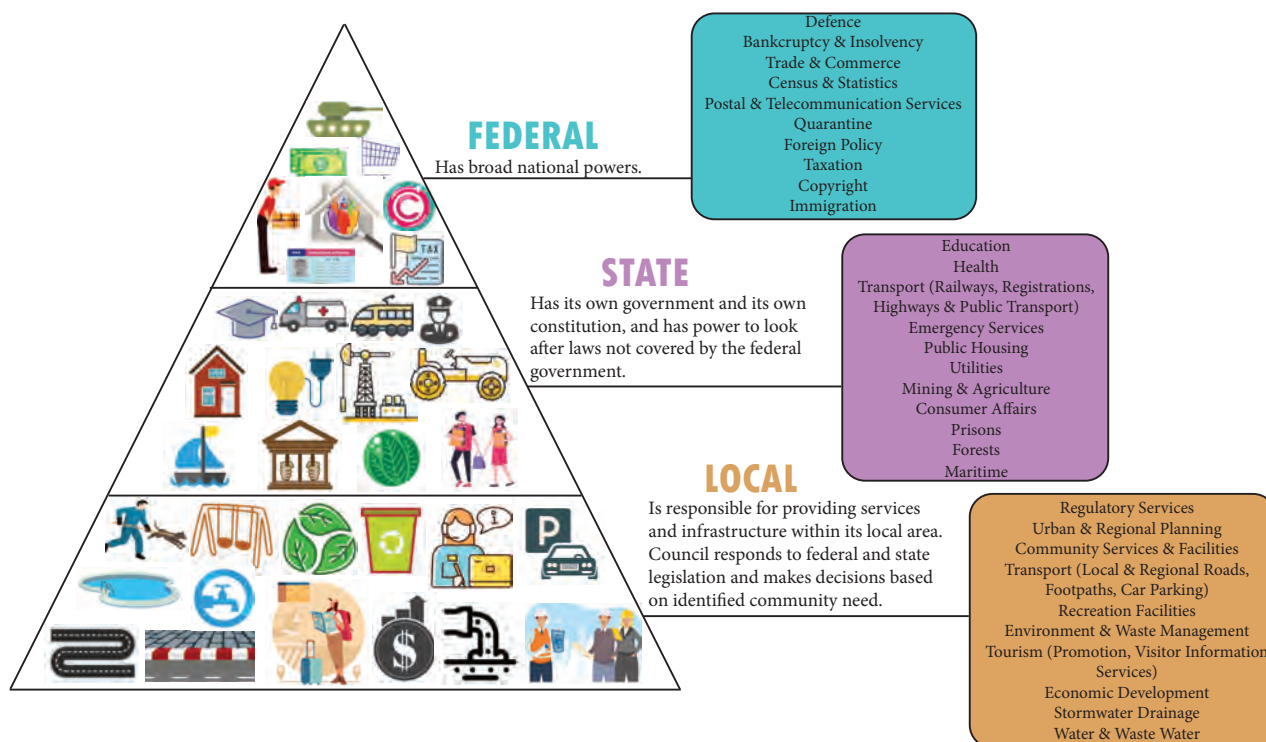 FEDERAL
Has broad national powers.
Defence
Bankcruptcy & Insolvency
Trade & Commerce
Census & Statistics
Postal & Telecommunication Services
Quarantine
Foreign Policy
Taxation
Copyright
Immigration
STATE
Has its own government and its own
constitution, and has power to look
after laws not covered by the federal
government.
Education
Health
Transport (Railways, Registrations,
Highways & Public Transport)
Emergency Services
Public Housing
Utilities
Mining & Agriculture
Consumer Affairs
Prisons
Forests
Maritime
LOCAL
Is responsible for providing services
and infrastructure within its local area.
Council responds to federal and state
legislation and makes decisions based
on identified community need.
Regulatory Services
Urban & Regional Planning
Community Services & Facilities
Transport (Local & Regional Roads,
Footpaths, Car Parking)
Recreation Facilities
Environment & Waste Management
Tourism (Promotion, Visitor Information
Services)
Economic Development
Stormwater Drainage
Water & Waste Water
C
TAX
i
P
$